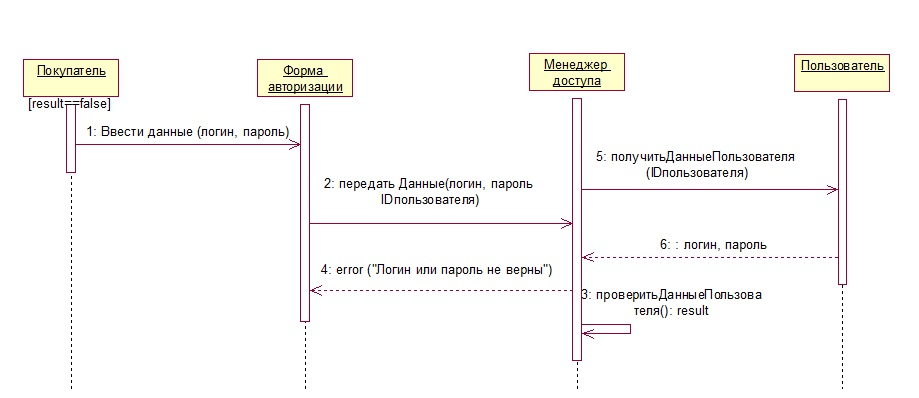 Покупатель
Форма
авторизации
Менеджер
доступа
Пользователь
[result==false]
1: Ввести данные (логин, пароль)
5: получитьДанныеПользователя
(IDпользователя)
2: передать Данные(логин, пароль
IDпользователя)
6: : логин, пароль
4: error ("Логин или пароль не верны")
3: проверитьДанныеПользова
теля(): result